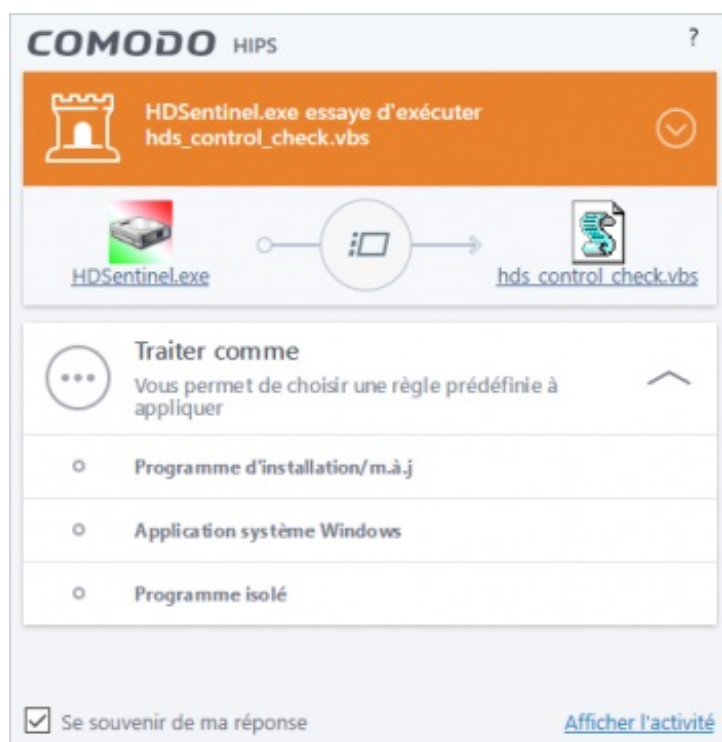 COMODO HIPS ?
HDSentinel.exe essaye d'exécuter
hds_control_check.vbs
HDSentinel.exe
hds_control_check.vbs
Traiter comme
Vous permet de choisir une règle prédéfinie à
appliquer
Programme d'installation/m.à.j
Application système Windows
Programme isolé
Se souvenir de ma réponse
Afficher l'activité